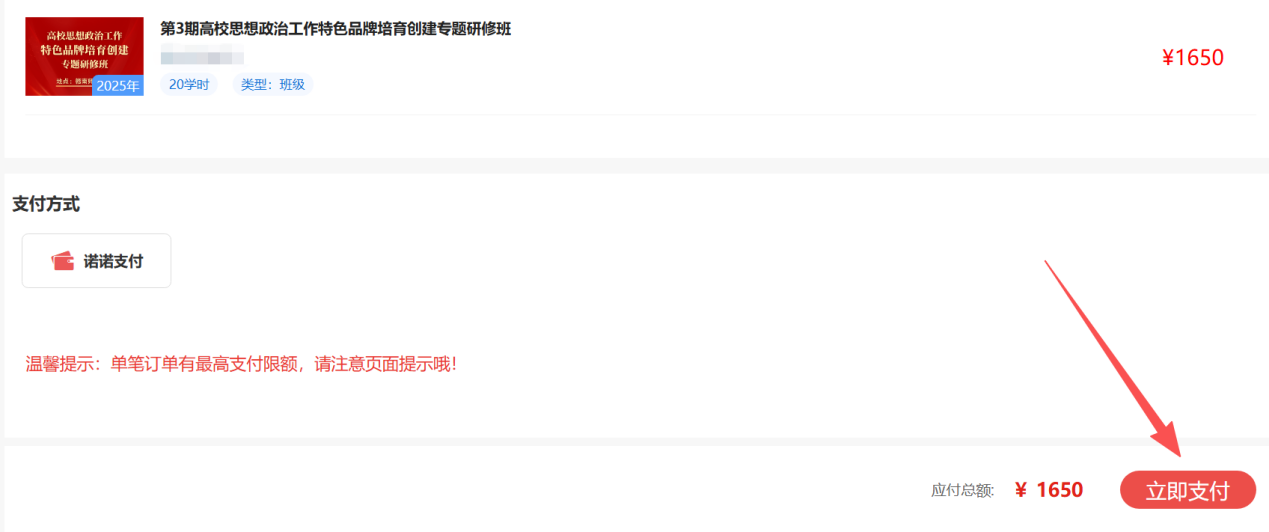 高校思想政治工作
特色品牌培育创建
专题研修班
2025年
第3期高校思想政治工作特色品牌培育创建专题研修班
20学时
类型：班级
¥1650
支付方式
诺诺支付
温馨提示：单笔订单有最高支付限额，请注意页面提示哦！
应付总额:
¥ 1650
立即支付